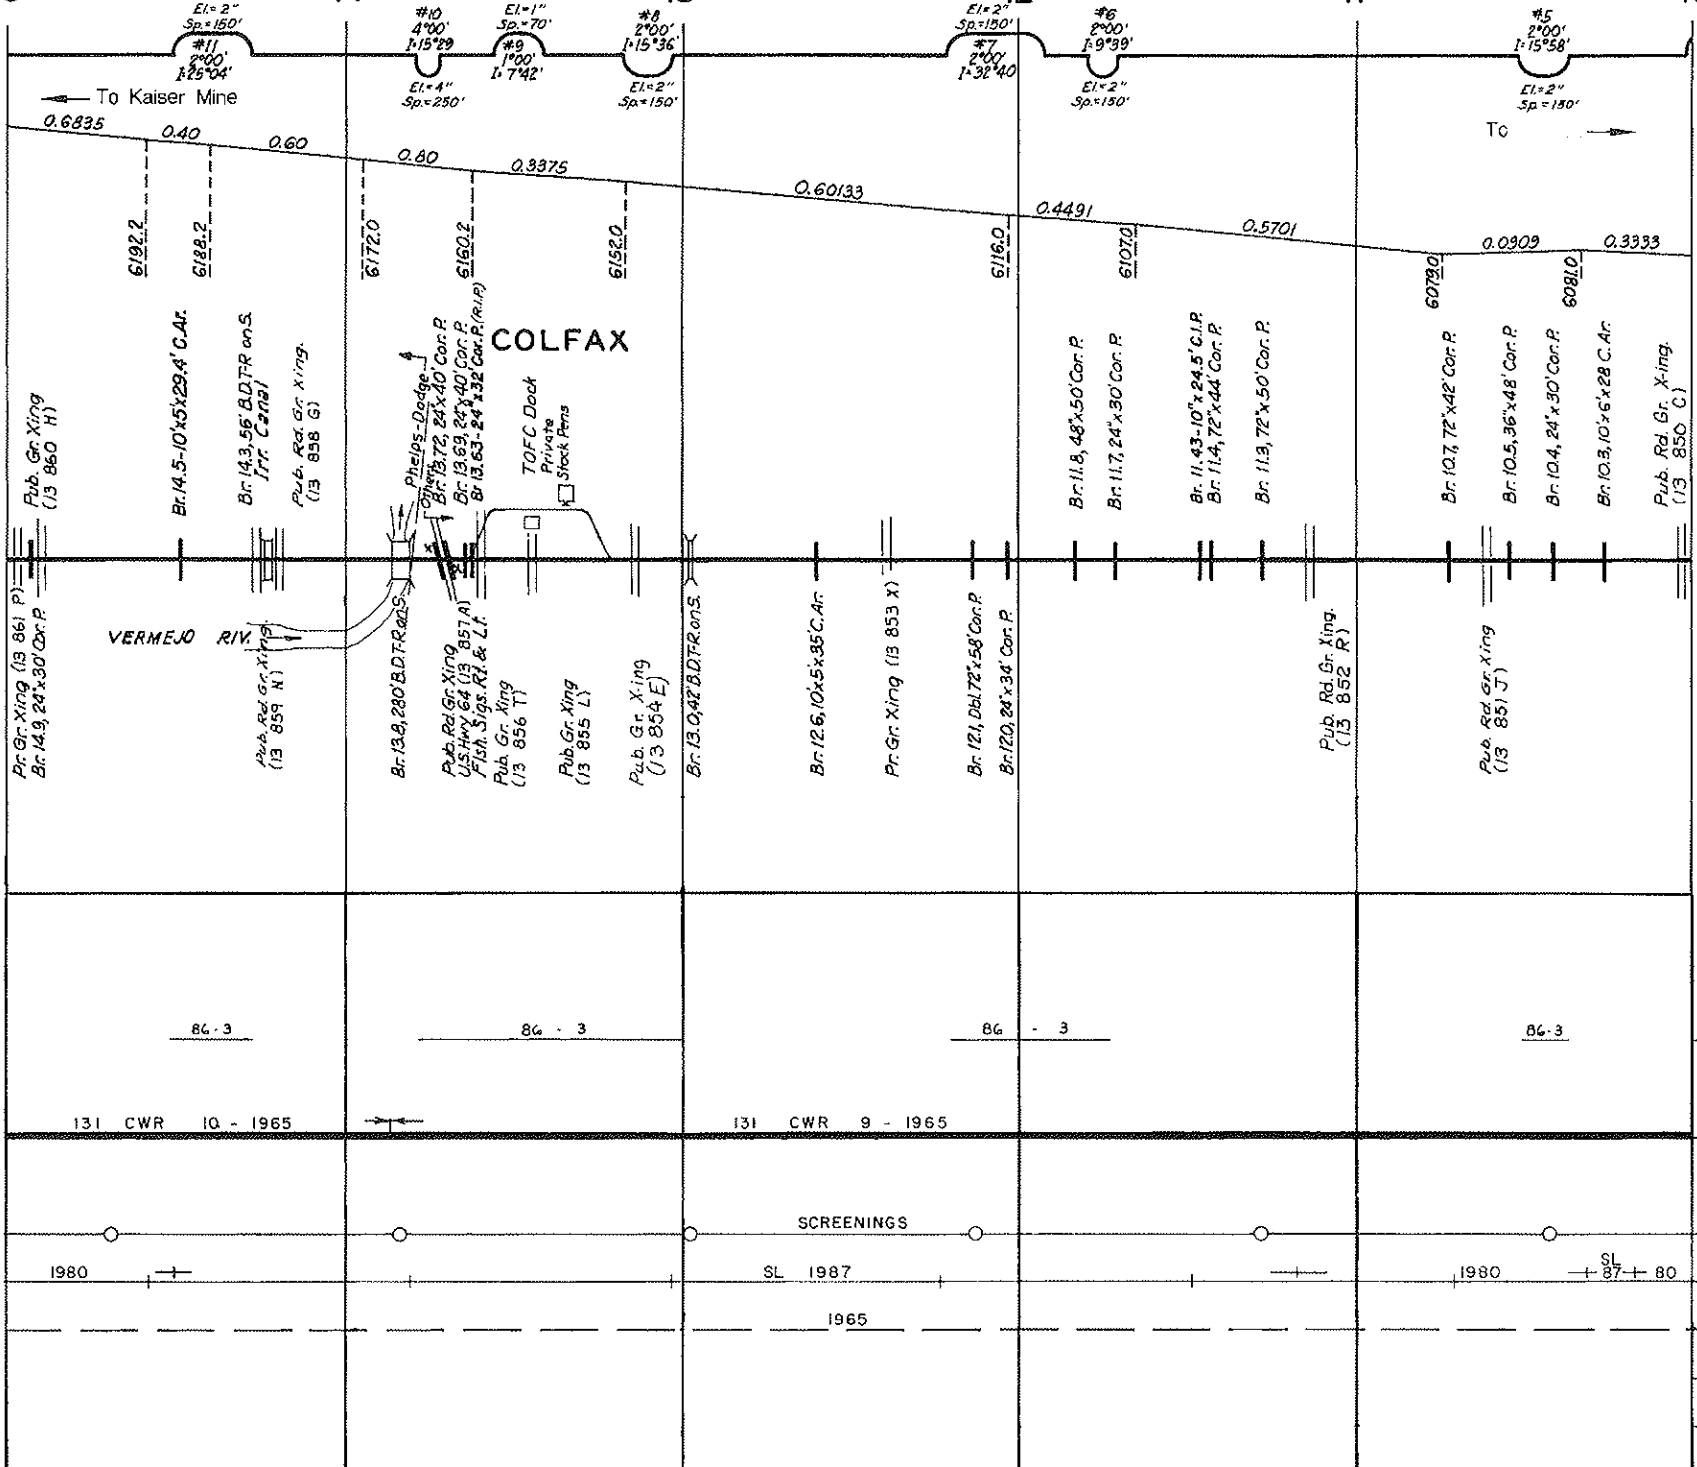 El.=2"
Sp.=150'
#11
2°00'
I=25°04'
#10
4°00'
I=15°29
El.=4"
Sp.=250'
El.=1"
Sp.=70'
#9
1°00'
I=7°42'
#8
2°00'
I=15°36'
El.=2"
Sp.=150'
El.=2"
Sp.=150'
#7
2°00'
I=32°40'
#6
2°00'
I=9°39'
El.=2"
Sp.=150'
#5
2°00'
I=15°58'
El.=2"
Sp.=150'
To Kaiser Mine
To
0.6835
0.40
0.60
0.80
0.3375
0.60133
0.4491
0.5701
0.0909
0.3333
6192.2
6188.2
6172.0
6160.2
6152.0
6116.0
6107.0
6079.0
6081.0
COLFAX
Pub. Gr. Xing
(13 860 H)
Br. 14.5-10'x5'x29.4' C.Ar.
Br. 14.3, 56' B.D.T-R on S.
Irr. Canal
Pub. Rd. Gr. Xing.
(13 858 G)
Phelps-Dodge
Others
Br. 13.72, 24"x40' Cor. P.
Br. 13.69, 24"x40' Cor. P.
Br 13.63-24"x32' Cor. P. (R.I.P.)
TOFC Dock
Private
Stock Pens
Br. 11.8, 48"x50' Cor. P.
Br. 11.7, 24"x30' Cor. P.
Br. 11.43-10"x24.5' C.I.P.
Br. 11.4, 72"x44' Cor. P.
Br. 11.3, 72"x50' Cor. P.
Br. 10.7, 72"x42' Cor. P.
Br. 10.5, 36"x48' Cor. P.
Br. 10.4, 24"x30' Cor. P.
Br. 10.3, 10'x6'x28 C. Ar.
Pub. Rd. Gr. X-ing.
(13 850 C)
VERMEJO RIV.
Pr. Gr. Xing (13 861 P)
Br. 14.9, 24"x30' Cor. P.
Pub. Rd. Gr. Xing.
(13 859 N)
Br. 13.8, 280' B.D.T-R on S.
Pub. Rd. Gr. Xing
U.S. Hwy 64 (13 857 A)
Flsh. Sigs. Rt. & Lt.
Pub. Gr. Xing
(13 856 T)
Pub. Gr. Xing
(13 855 L)
Pub. Gr. X-ing
(13 854 E)
Br. 13.0, 42' B.D.T-R on S.
Br. 12.6, 10'x5'x35' C. Ar.
Pr. Gr. Xing (13 853 X)
Br. 12.1, Dbl. 72"x58' Cor. P.
Br. 12.0, 24"x34' Cor. P.
Pub. Rd. Gr. Xing.
(13 852 R)
Pub. Rd. Gr. Xing
(13 851 J)
86-3
86 - 3
86 - 3
86-3
131 CWR 10 - 1965
131 CWR 9 - 1965
SCREENINGS
1980
SL 1987
1980
SL
87
80
1965